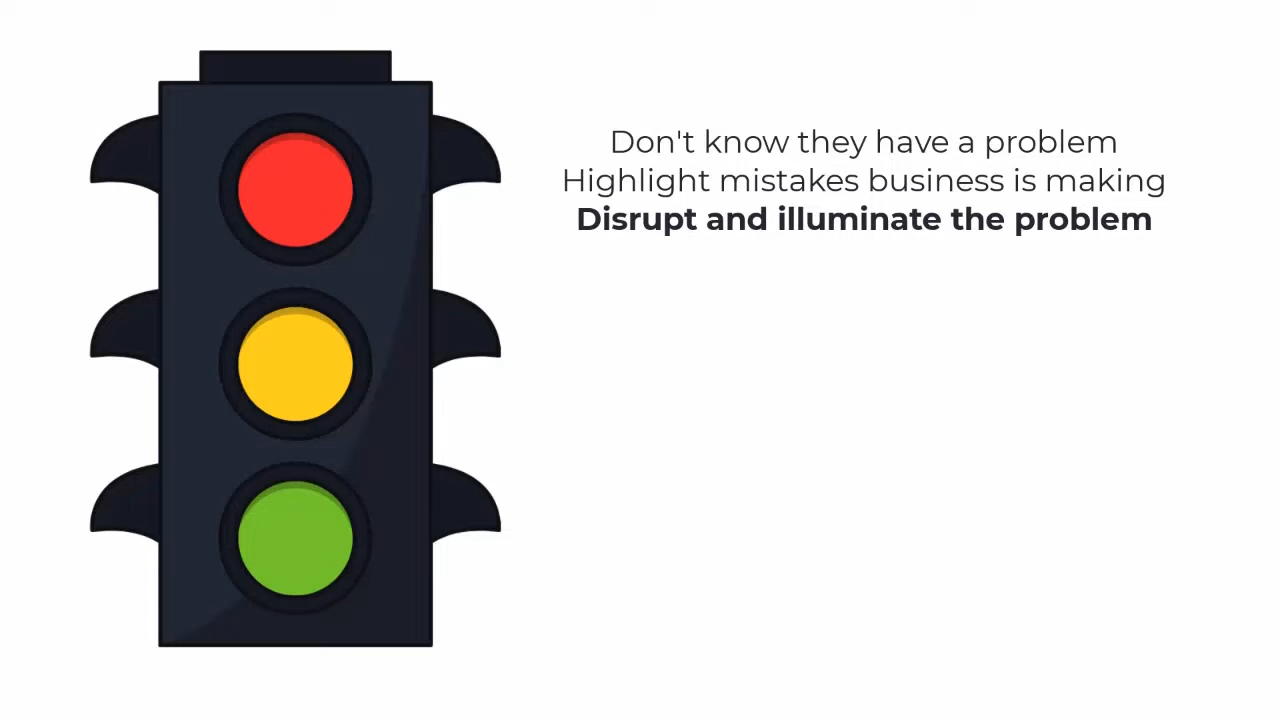 Don't know they have a problem
Highlight mistakes business is making
Disrupt and illuminate the problem